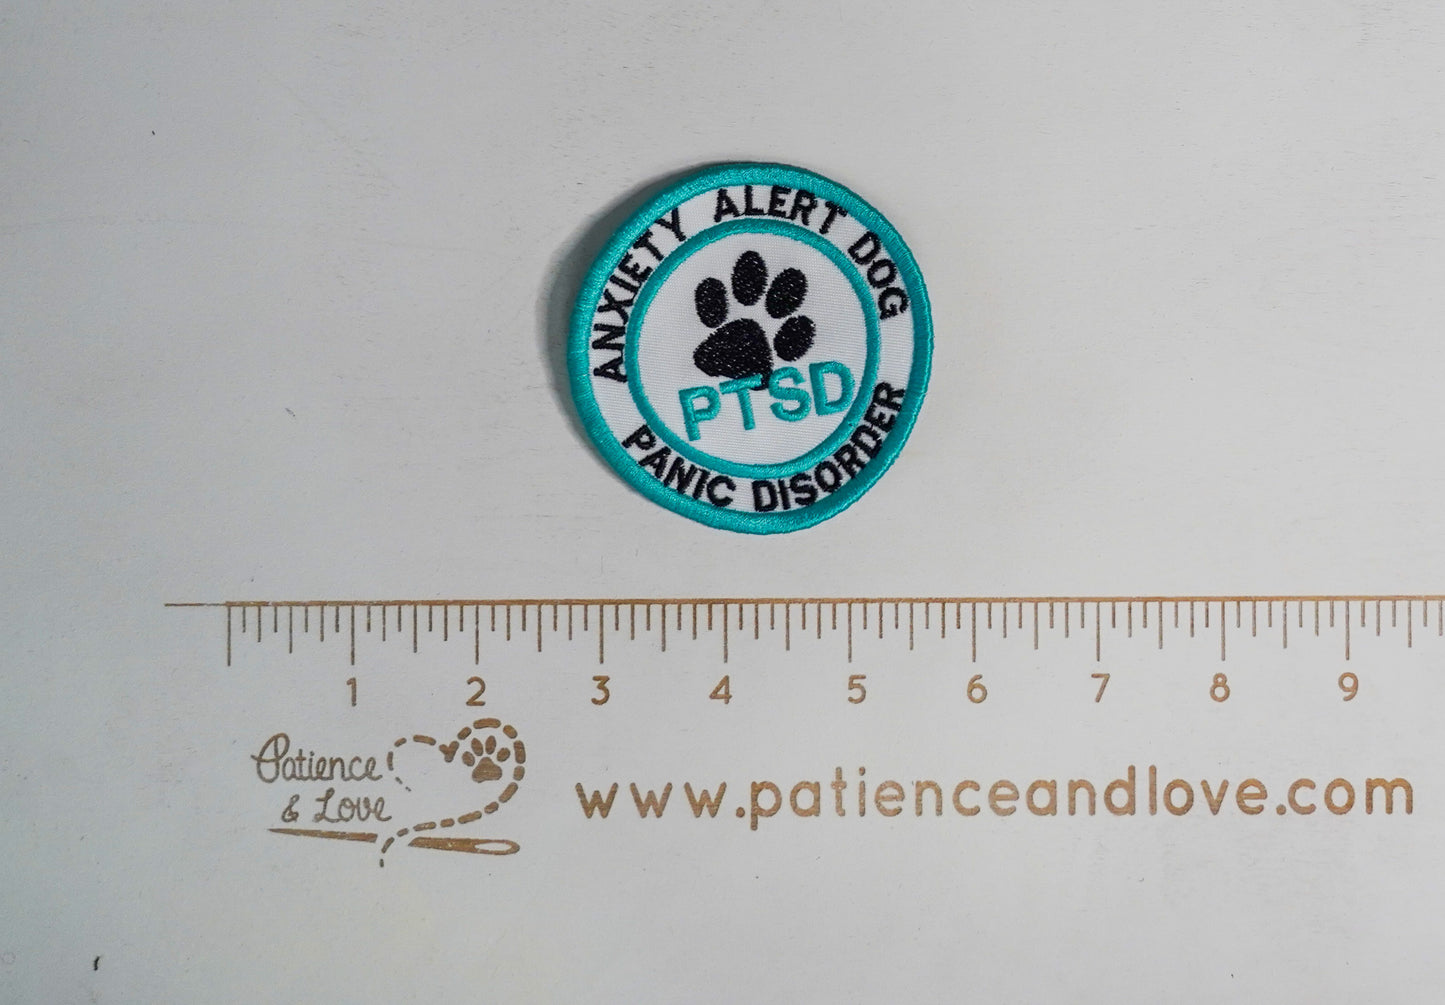 ANXIETY ALERT DOG
PTSD
PANIC DISORDER
1 2 3 4 5 6 7 8 9
Patience
& Love
www.patienceandlove.com